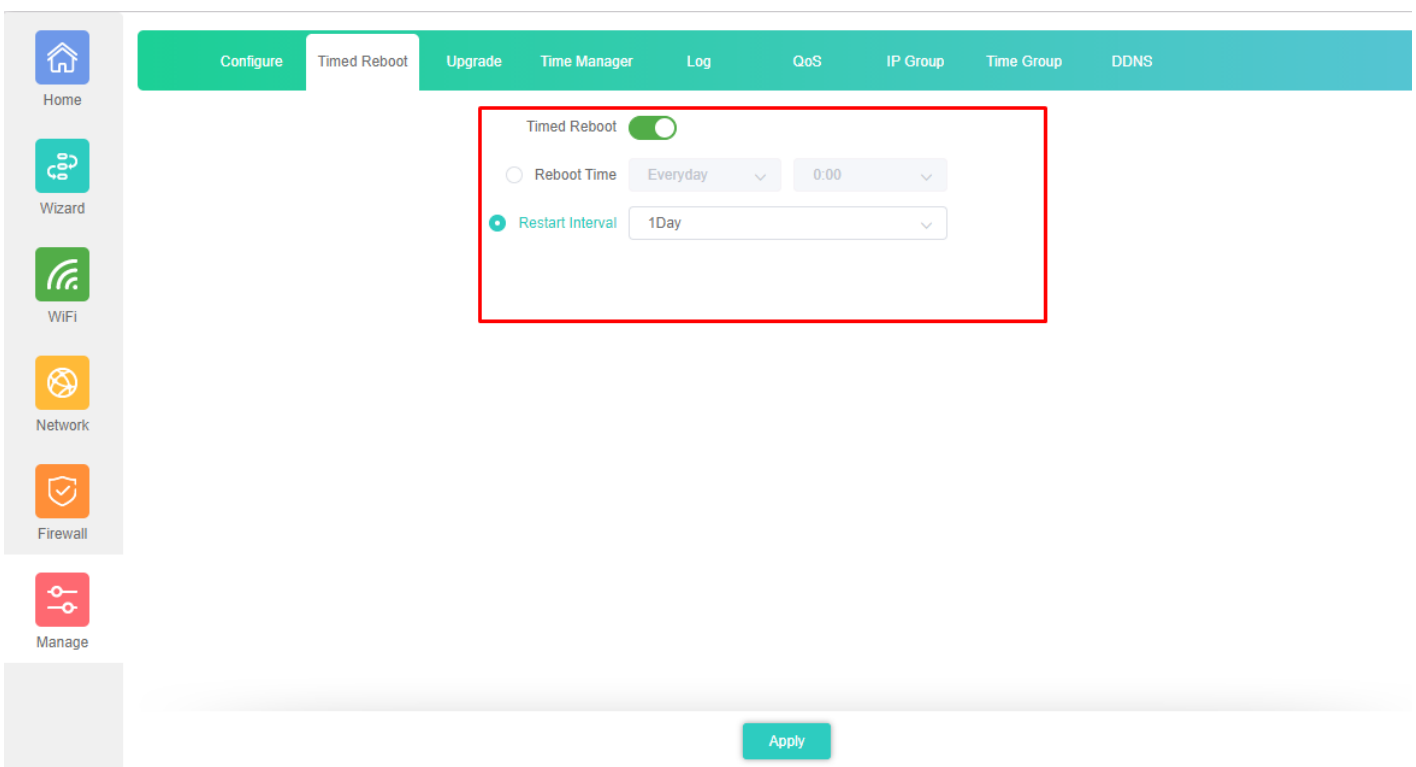 Configure Timed Reboot Upgrade Time Manager Log QoS IP Group Time Group DDNS
Home
Wizard
WiFi
Network
Firewall
Manage
Timed Reboot
Reboot Time Everyday 0:00
Restart Interval 1Day
Apply